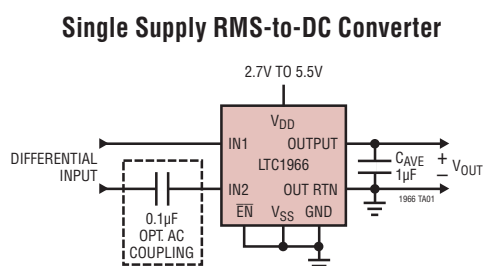 Single Supply RMS-to-DC Converter
2.7V TO 5.5V
VDD
IN1
OUTPUT
DIFFERENTIAL
INPUT
LTC1966
CAVE
1µF
+
–
VOUT
IN2
OUT RTN
1966 TA01
0.1µF
OPT. AC
COUPLING
EN
VSS
GND